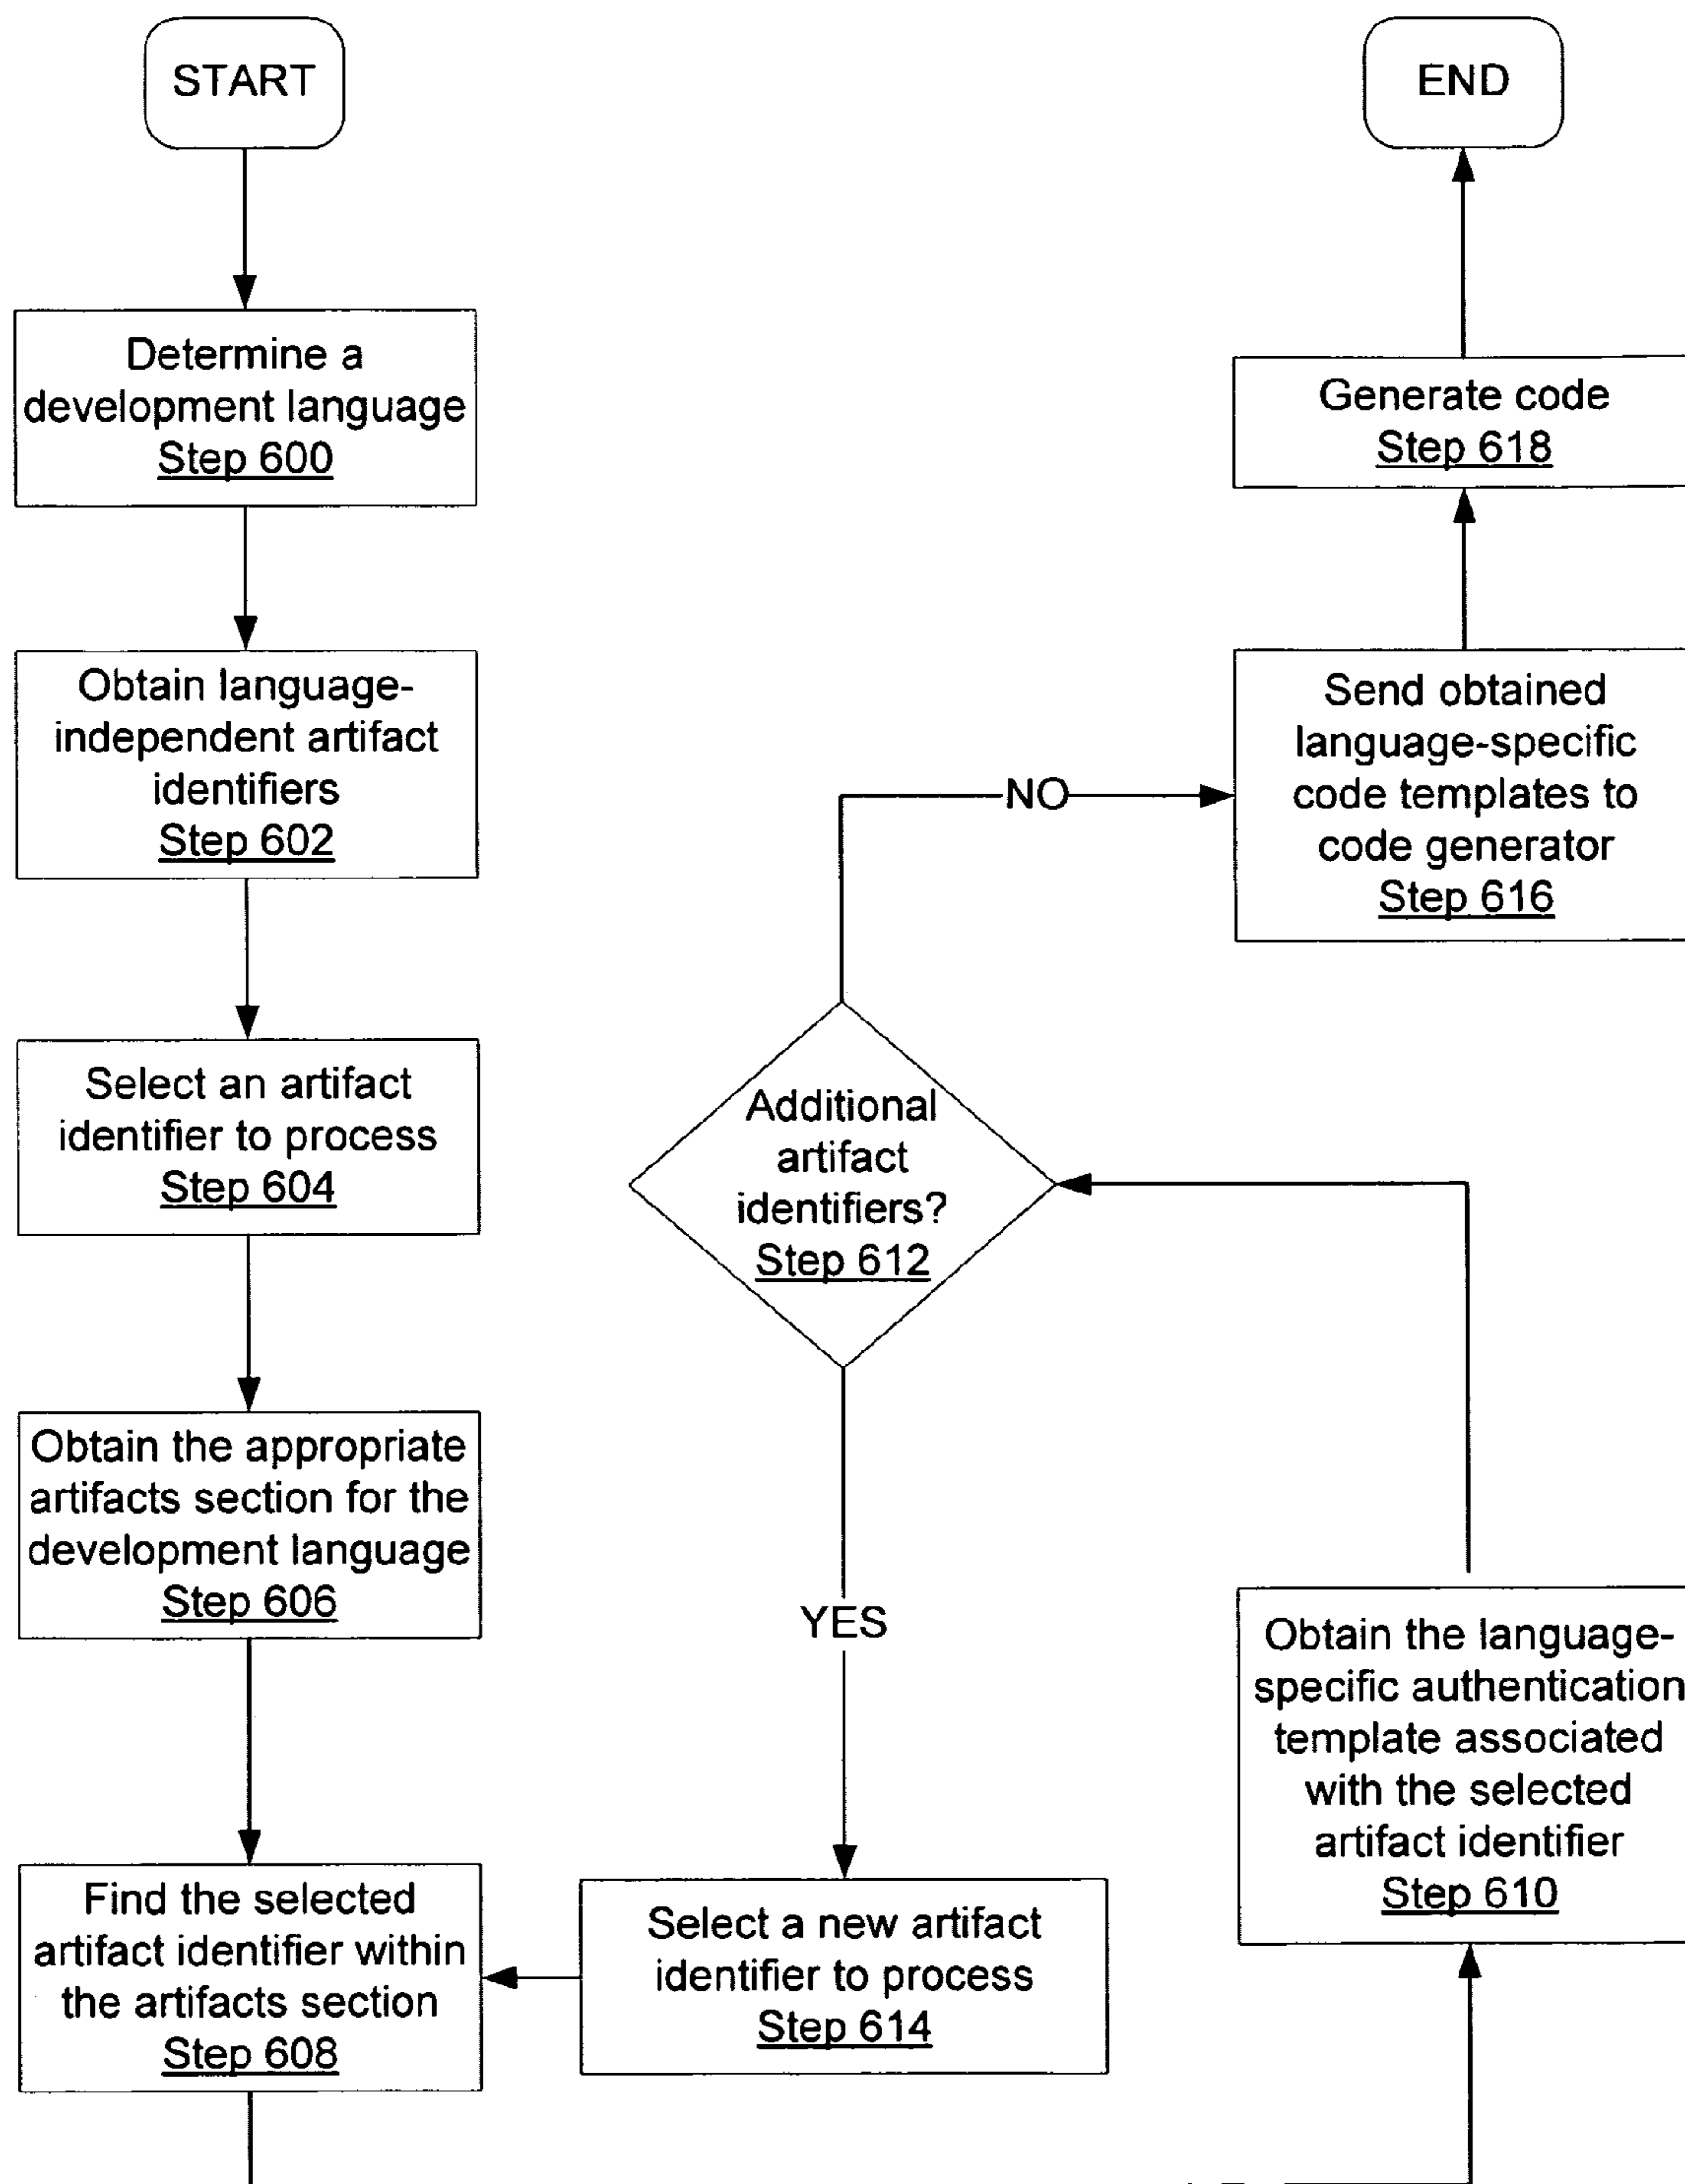 START
Determine a
development language
Step 600
Obtain language-
independent artifact
identifiers
Step 602
Select an artifact
identifier to process
Step 604
Obtain the appropriate
artifacts section for the
development language
Step 606
Find the selected
artifact identifier within
the artifacts section
Step 608
Obtain the language-
specific authentication
template associated
with the selected
artifact identifier
Step 610
Additional
artifact
identifiers?
Step 612
YES
Select a new artifact
identifier to process
Step 614
NO
Send obtained
language-specific
code templates to
code generator
Step 616
Generate code
Step 618
END